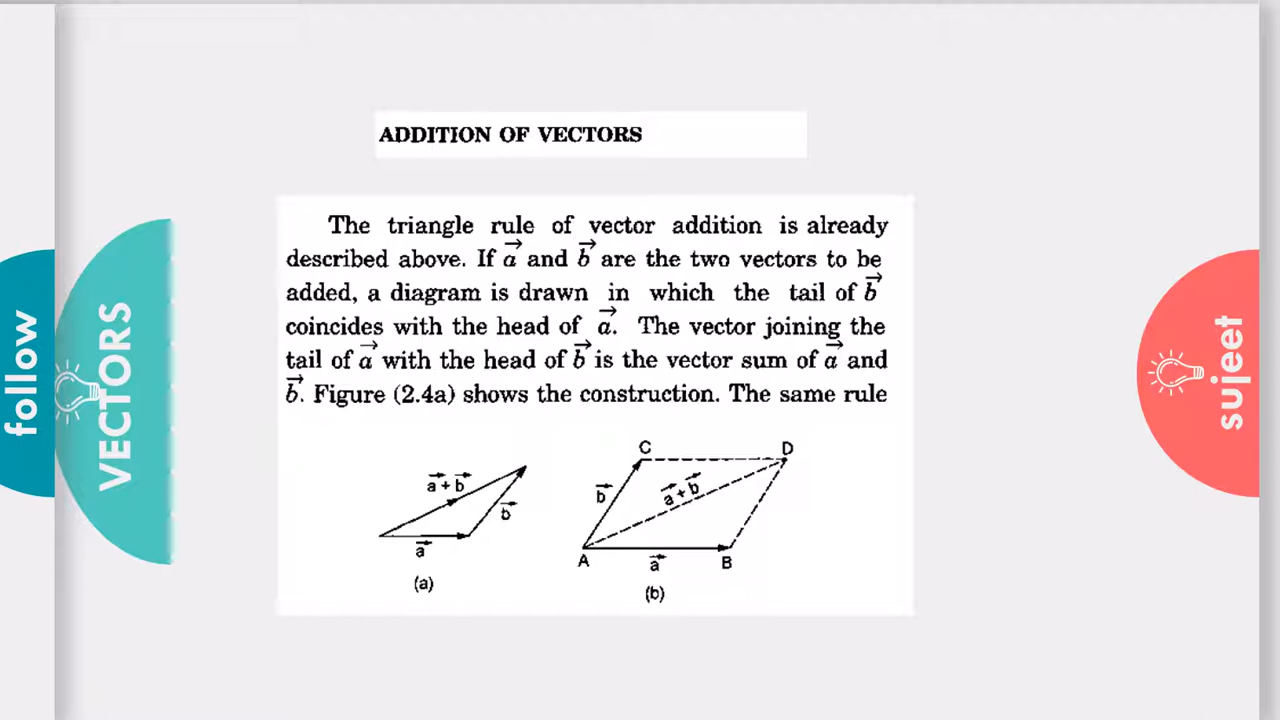 ADDITION OF VECTORS
follow
VECTORS
The triangle rule of vector addition is already
described above. If a⃗ and b⃗ are the two vectors to be
added, a diagram is drawn in which the tail of b⃗
coincides with the head of a⃗. The vector joining the
tail of a⃗ with the head of b⃗ is the vector sum of a⃗ and
b⃗. Figure (2.4a) shows the construction. The same rule
a⃗ + b⃗
b⃗
a⃗
(a)
C
D
b⃗
a⃗ + b⃗
A
a⃗
B
(b)
sujeet